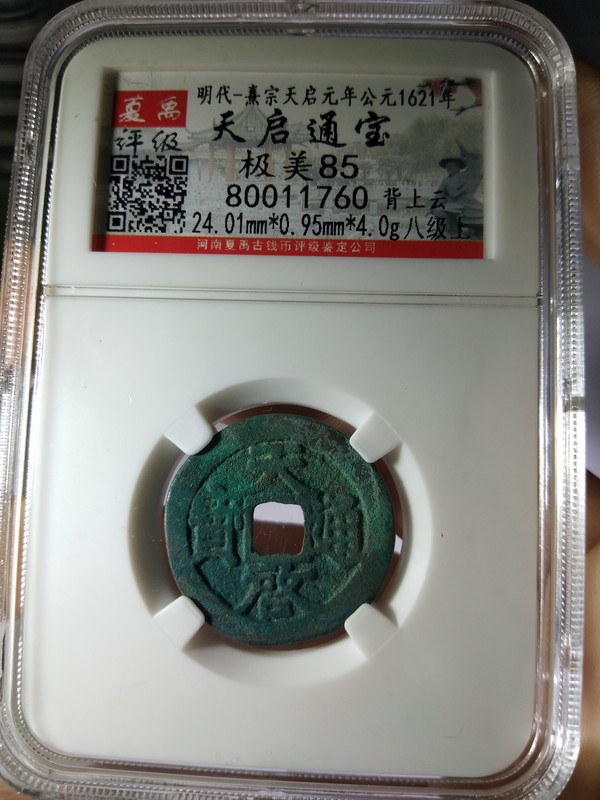 明代-熹宗天启元年公元1621年
夏禹
评级
天启通宝
极美85
80011760 背上云
24.01mm*0.95mm*4.0g 八级上
河南夏禹古钱币评级鉴定公司
天啟通寳